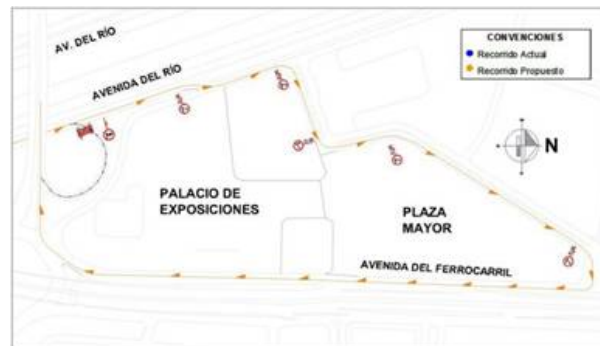 AV. DEL RÍO
CONVENCIONES
Recorrido Actual
Recorrido Propuesto
AVENIDA DEL RÍO
N
PALACIO DE
EXPOSICIONES
PLAZA
MAYOR
AVENIDA DEL FERROCARRIL